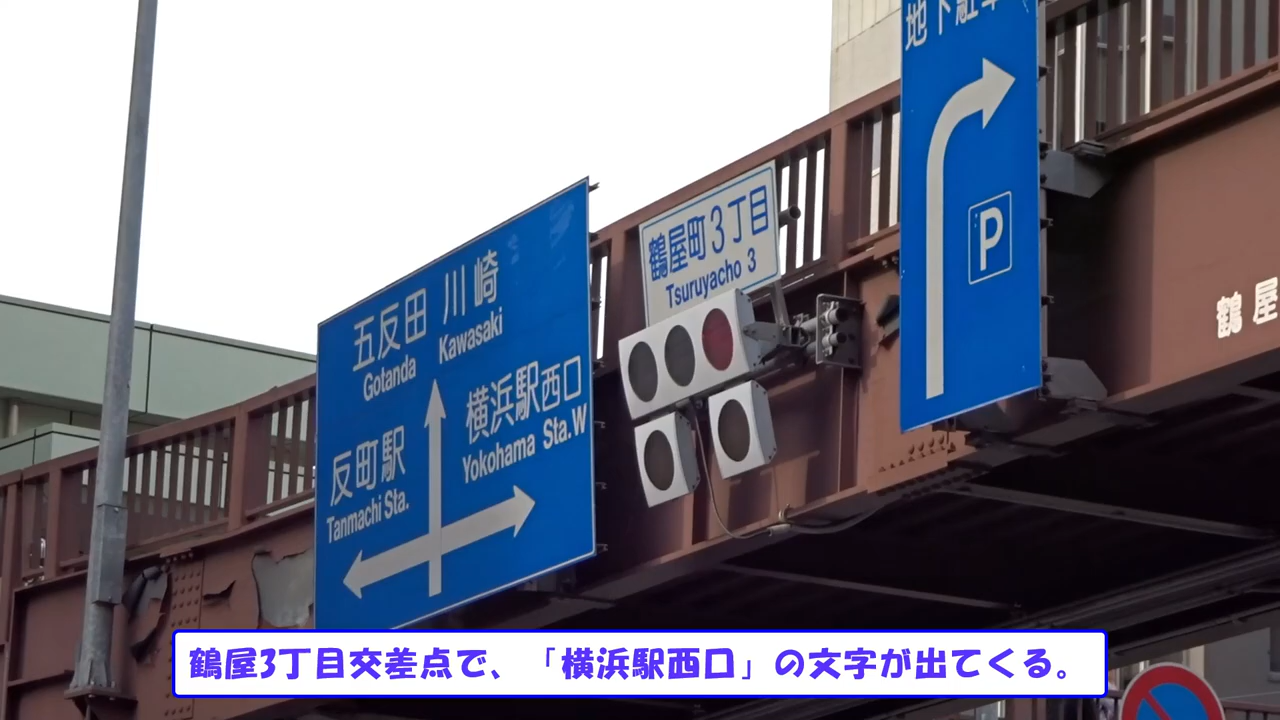 五反田 川崎
Gotanda Kawasaki
横浜駅西口
Yokohama Sta.W
反町駅
Tanmachi Sta.
鶴屋町3丁目
Tsuruyacho 3
地下駐車
P
鶴屋
鶴屋3丁目交差点で、「横浜駅西口」の文字が出てくる。